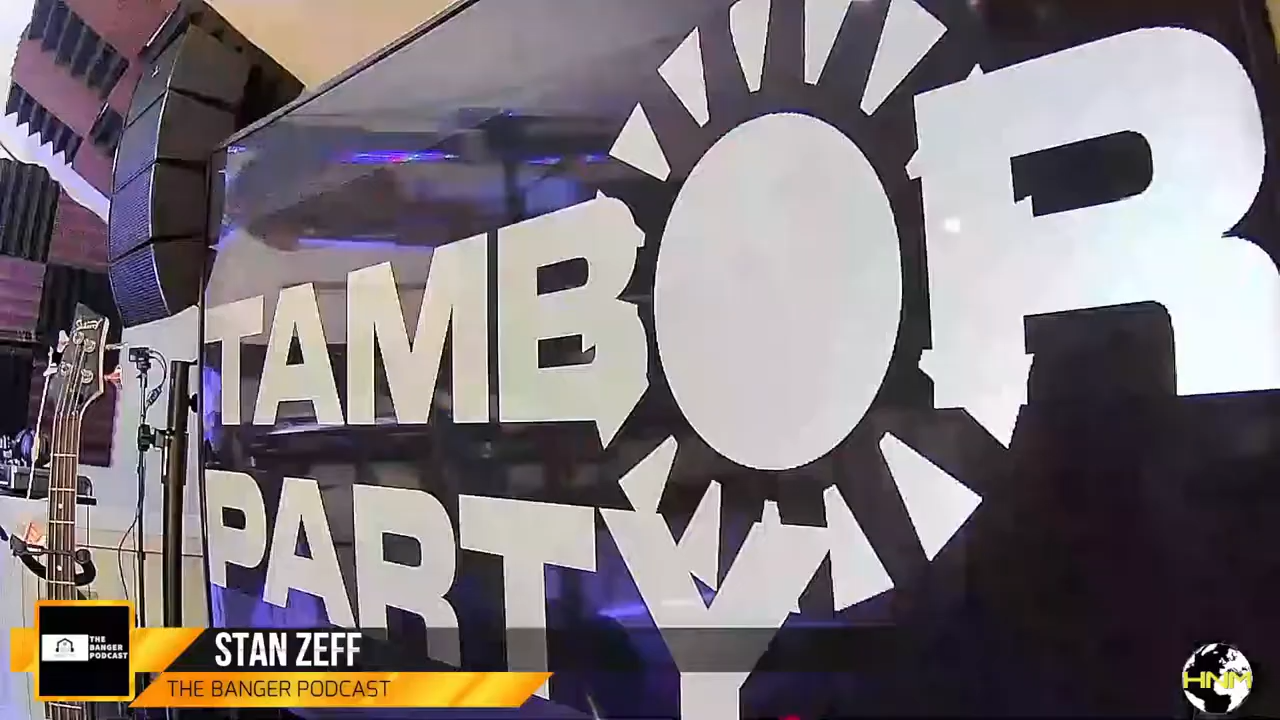 TAMBOR
PARTY
THE
BANGER
PODCAST
STAN ZEFF
THE BANGER PODCAST
HNM